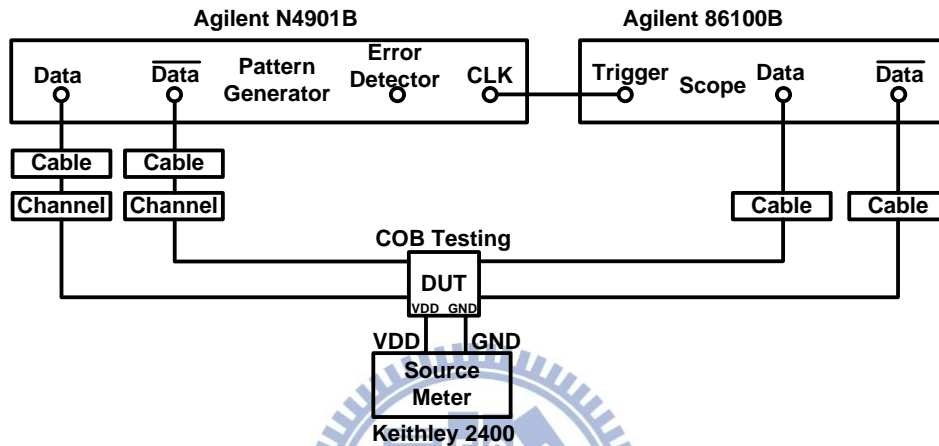 Agilent N4901B
Agilent 86100B
Data
Data
Pattern
Generator
Error
Detector
CLK
Trigger
Scope
Data
Data
Cable
Cable
Channel
Channel
Cable
Cable
COB Testing
DUT
VDD GND
VDD
GND
Source
Meter
Keithley 2400